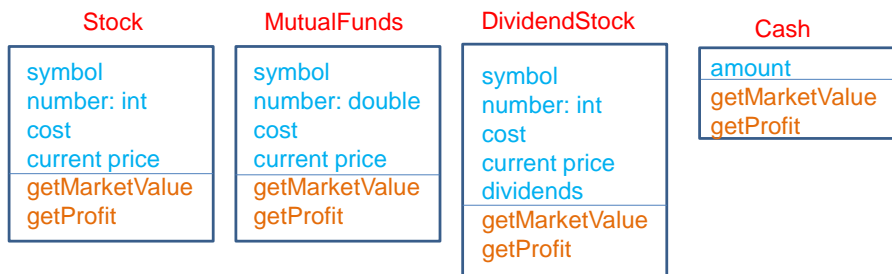 Stock
symbol
number: int
cost
current price
getMarketValue
getProfit
MutualFunds
symbol
number: double
cost
current price
getMarketValue
getProfit
DividendStock
symbol
number: int
cost
current price
dividends
getMarketValue
getProfit
Cash
amount
getMarketValue
getProfit